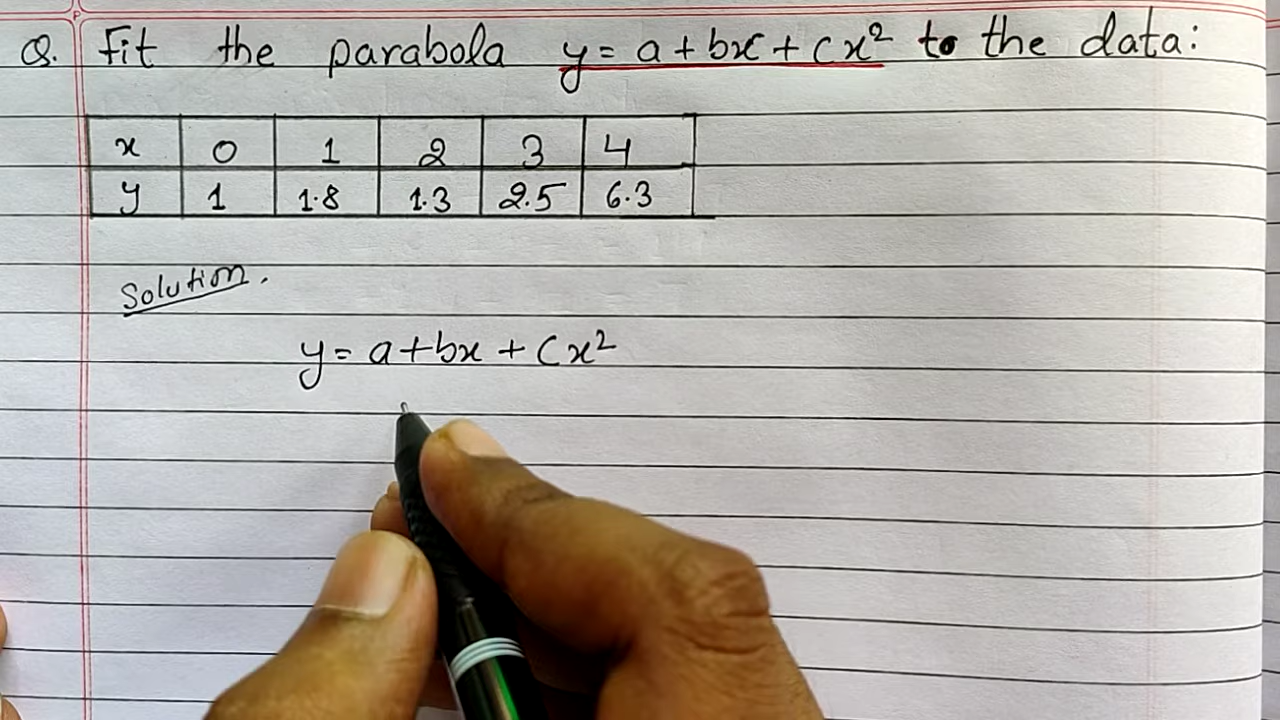 Q. Fit the parabola y = a + bx + cx² to the data:
x 0 1 2 3 4
y 1 1.8 1.3 2.5 6.3
Solution.
y = a + bx + cx²